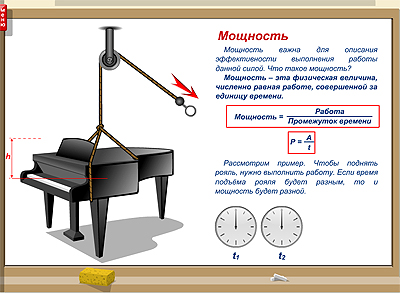 Мощность
Мощность важна для описания
эффективности выполнения работы
данной силой. Что такое мощность?
Мощность – эта физическая величина,
численно равная работе, совершенной за
единицу времени.
Мощность = Работа
Промежуток времени
P = A
t
h
Рассмотрим пример. Чтобы поднять
рояль, нужно выполнить работу. Если время
подъёма рояля будет разным, то и
мощность будет разной.
t1 t2